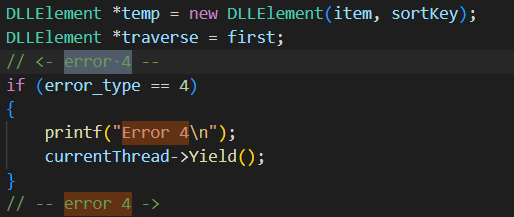 DLLElement *temp = new DLLElement(item, sortKey);
DLLElement *traverse = first;
// <- error 4 --
if (error_type == 4)
{
    printf("Error 4\n");
    currentThread->Yield();
}
// -- error 4 ->